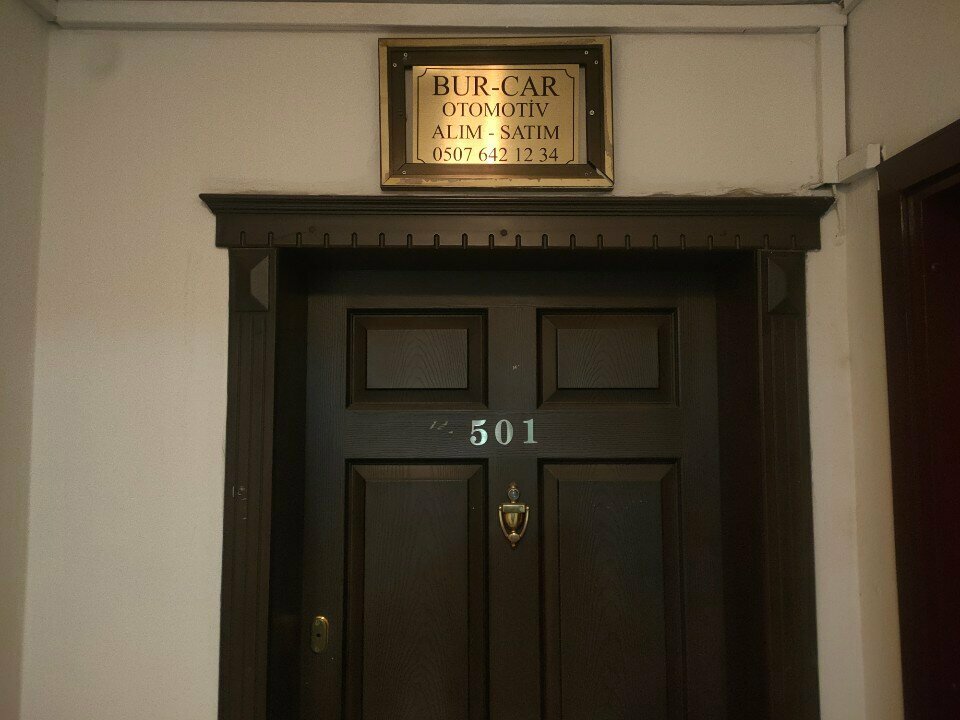 BUR-CAR
OTOMOTİV
ALIM - SATIM
0507 642 12 34
501